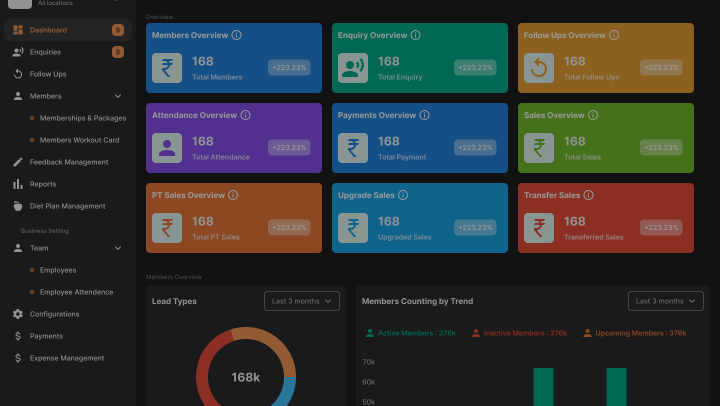 All locations
Dashboard 9
Enquiries 9
Follow Ups
Members
Memberships & Packages
Members Workout Card
Feedback Management
Reports
Diet Plan Management
Business Setting
Team
Employees
Employee Attendence
Configurations
Payments
Expense Management
Overview
Members Overview
168
Total Members
+223.23%
Enquiry Overview
168
Total Enquiry
+223.23%
Follow Ups Overview
168
Total Follow Ups
+223.23%
Attendance Overview
168
Total Attendance
+223.23%
Payments Overview
168
Total Payment
+223.23%
Sales Overview
168
Total Sales
+223.23%
PT Sales Overview
168
Total PT Sales
+223.23%
Upgrade Sales
168
Upgraded Sales
+223.23%
Transfer Sales
168
Transferred Sales
+223.23%
Members Overview
Lead Types
Last 3 months
168k
Members Counting by Trend
Last 3 months
Active Members : 376k
Inactive Members : 376k
Upcoming Members : 376k
70k
60k
50k